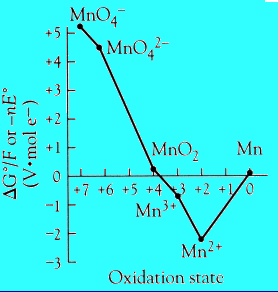 MnO₄⁻
+5
MnO₄²⁻
+4
+3
+2
+1
MnO₂
Mn
0
+7 +6 +5 +4 +3 +2 +1 0
−1
Mn³⁺
−2
Mn²⁺
−3
ΔG°/F or –nE°
(V·mol e–)
Oxidation state